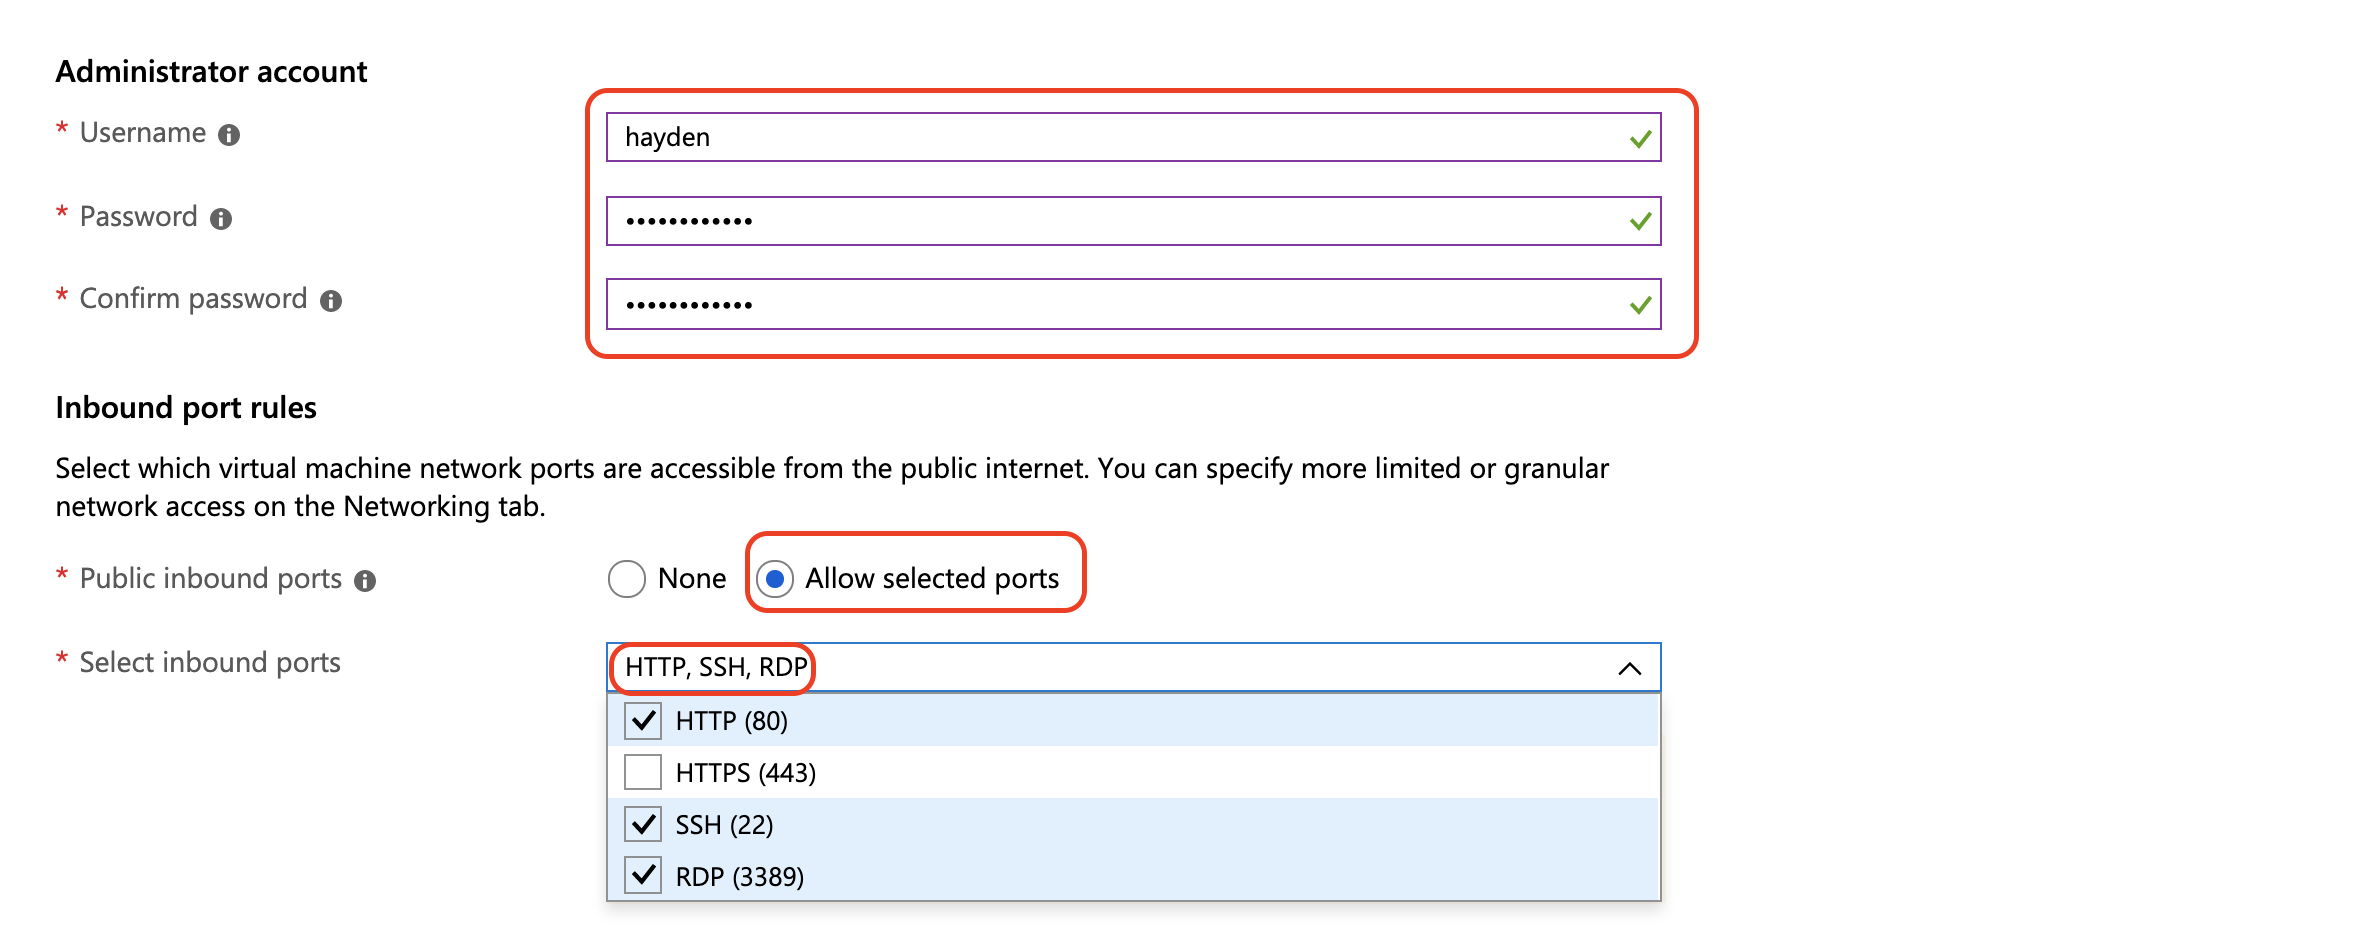 Administrator account
* Username
hayden
* Password
••••••••••••
* Confirm password
••••••••••••
Inbound port rules
Select which virtual machine network ports are accessible from the public internet. You can specify more limited or granular
network access on the Networking tab.
* Public inbound ports
None
Allow selected ports
* Select inbound ports
HTTP, SSH, RDP
HTTP (80)
HTTPS (443)
SSH (22)
RDP (3389)